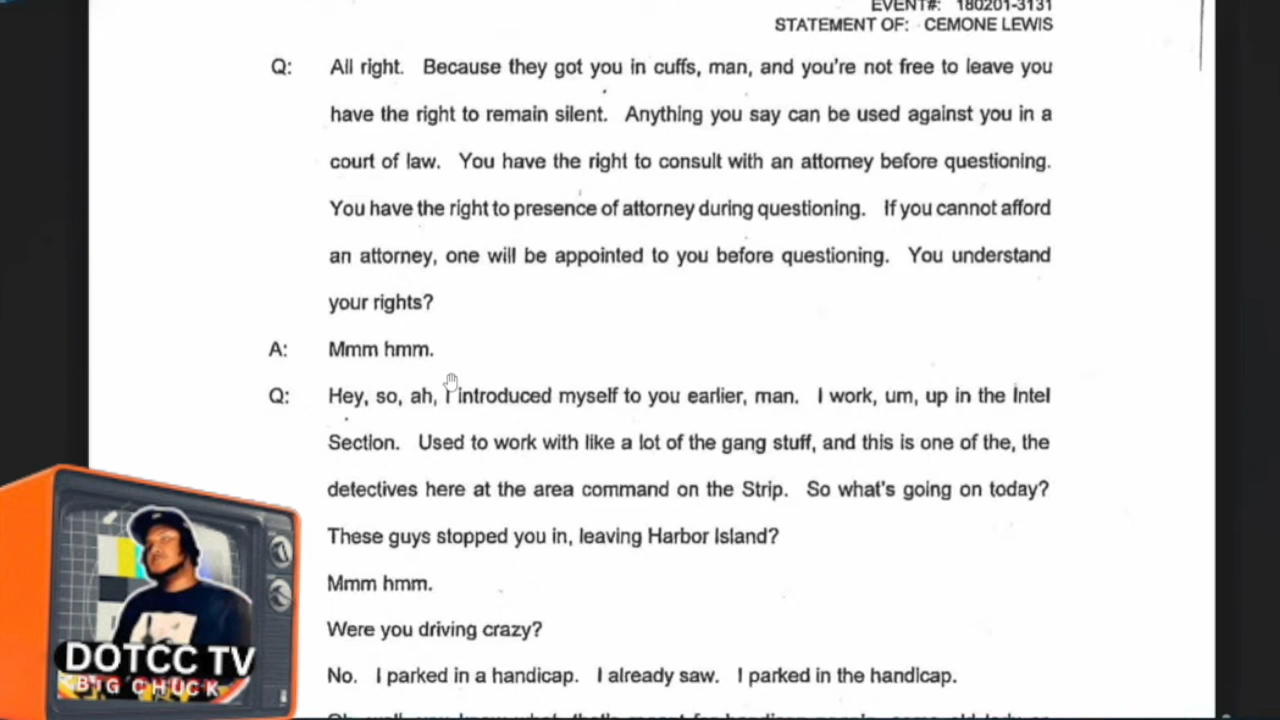 EVENT#: 180201-3131
STATEMENT OF: CEMONE LEWIS
Q: All right. Because they got you in cuffs, man, and you're not free to leave you
have the right to remain silent. Anything you say can be used against you in a
court of law. You have the right to consult with an attorney before questioning.
You have the right to presence of attorney during questioning. If you cannot afford
an attorney, one will be appointed to you before questioning. You understand
your rights?
A: Mmm hmm.
Q: Hey, so, ah, I introduced myself to you earlier, man. I work, um, up in the Intel
Section. Used to work with like a lot of the gang stuff, and this is one of the, the
detectives here at the area command on the Strip. So what's going on today?
These guys stopped you in, leaving Harbor Island?
Mmm hmm.
Were you driving crazy?
No. I parked in a handicap. I already saw. I parked in the handicap.
DOTCC TV
BIG CHUCK